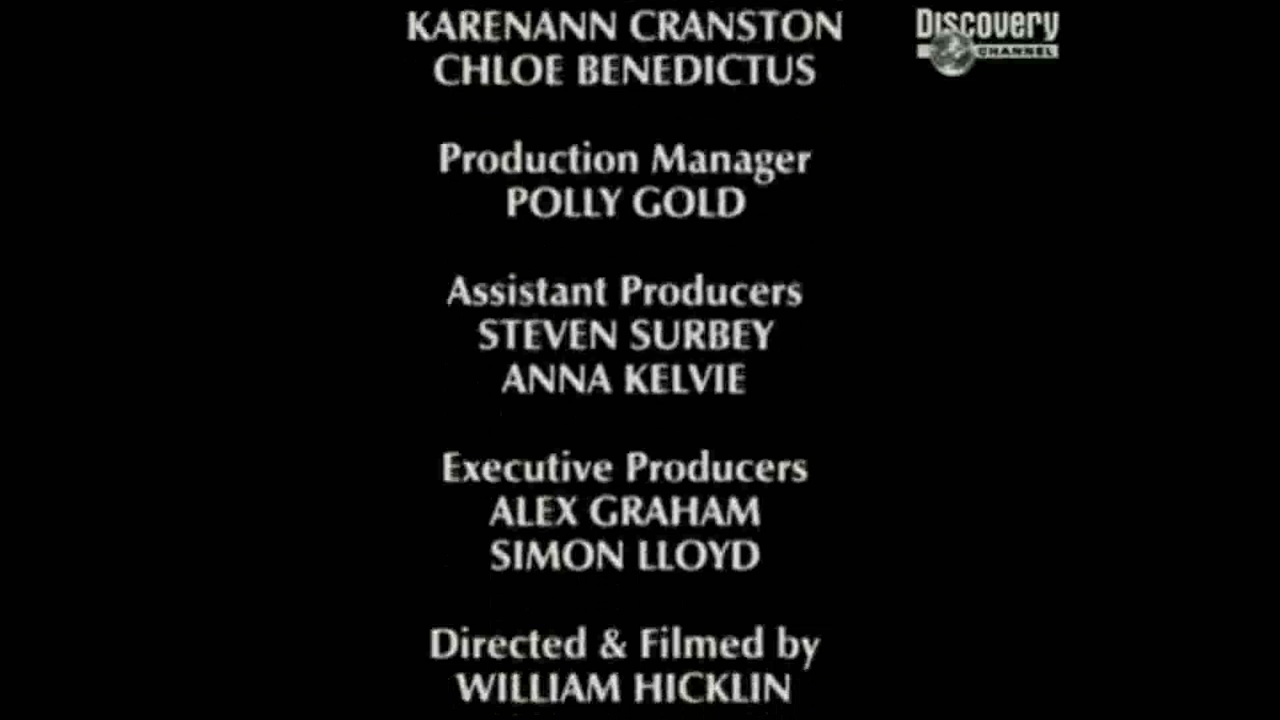 KARENANN CRANSTON
CHLOE BENEDICTUS
Discovery
CHANNEL
Production Manager
POLLY GOLD
Assistant Producers
STEVEN SURBEY
ANNA KELVIE
Executive Producers
ALEX GRAHAM
SIMON LLOYD
Directed & Filmed by
WILLIAM HICKLIN